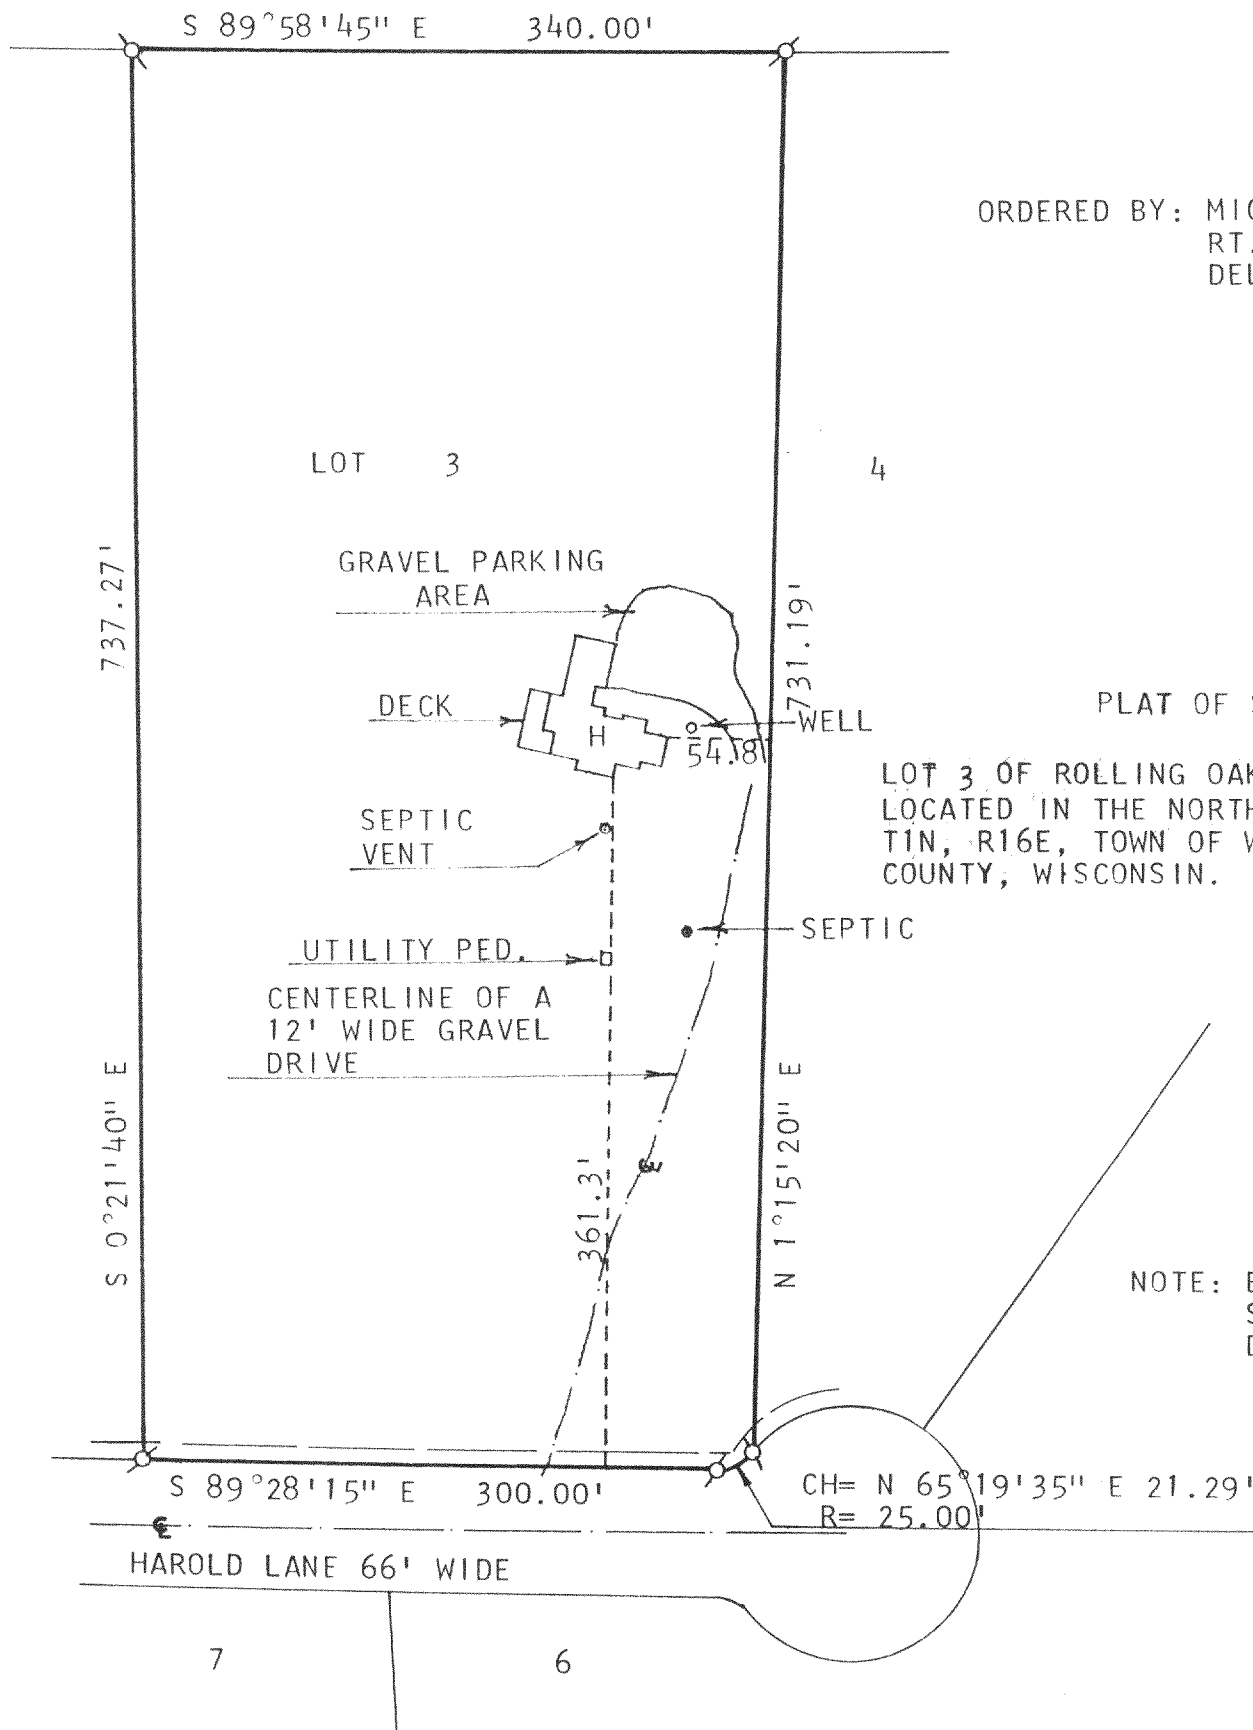 S 89°58'45" E 340.00'
ORDERED BY:
RT.
LOT 3
4
737.27'
GRAVEL PARKING
AREA
731.19'
DECK
H
WELL
54.8
PLAT OF
LOT 3 OF ROLLING
LOCATED IN THE
T1N, R16E, TOWN OF
COUNTY, WISCONSIN.
SEPTIC
VENT
SEPTIC
UTILITY PED.
CENTERLINE OF A
12' WIDE GRAVEL
DRIVE
S 0°21'40" E
N 1°15'20" E
361.3'
NOTE:
S 89°28'15" E 300.00'
CH= N 65°19'35" E 21.29'
R= 25.00'
HAROLD LANE 66' WIDE
7
6